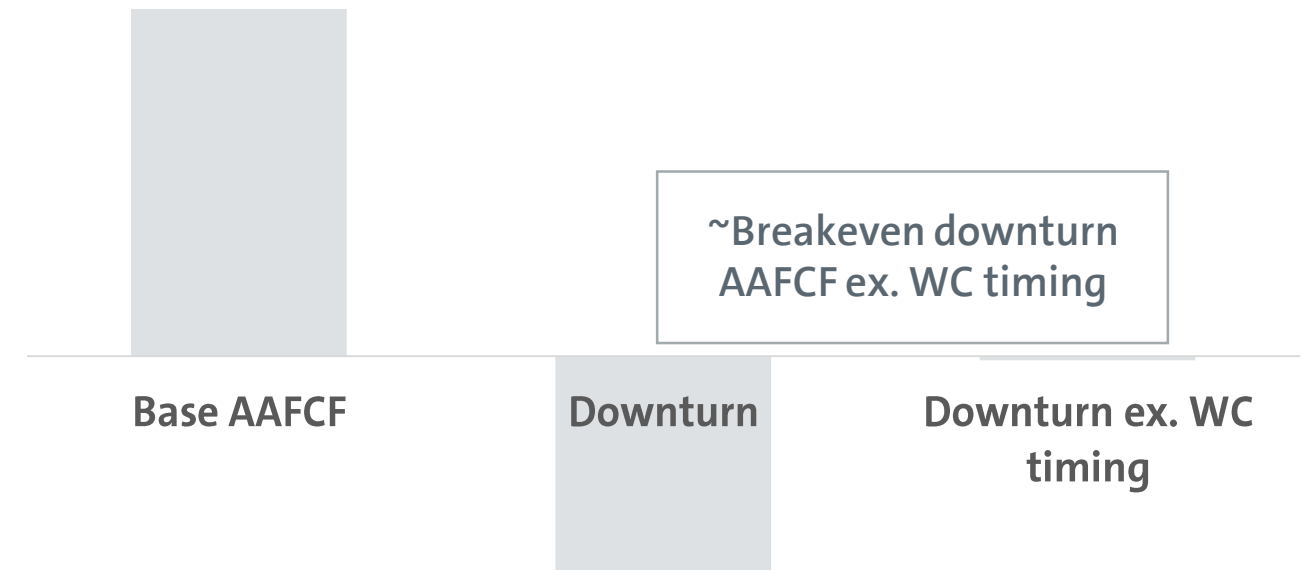 ~Breakeven downturn
AAFCF ex. WC timing
Base AAFCF
Downturn
Downturn ex. WC
timing